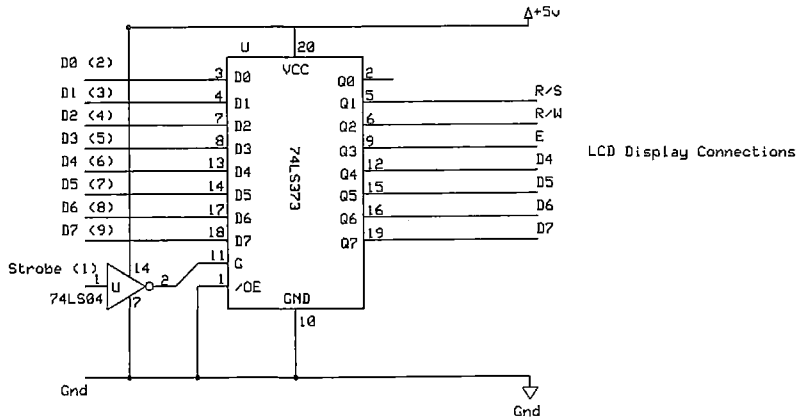 +5v
U
20
VCC
D0 (2)
3
D0
Q0
2
D1 (3)
4
D1
Q1
5
R/S
D2 (4)
7
D2
Q2
6
R/W
D3 (5)
8
D3
Q3
9
E
LCD Display Connections
D4 (6)
13
D4
Q4
12
D4
D5 (7)
14
D5
Q5
15
D5
D6 (8)
17
D6
Q6
16
D6
D7 (9)
18
D7
Q7
19
D7
74LS373
11
G
Strobe (1)
14
1
U
2
1
/OE
74LS04
7
GND
10
Gnd
Gnd